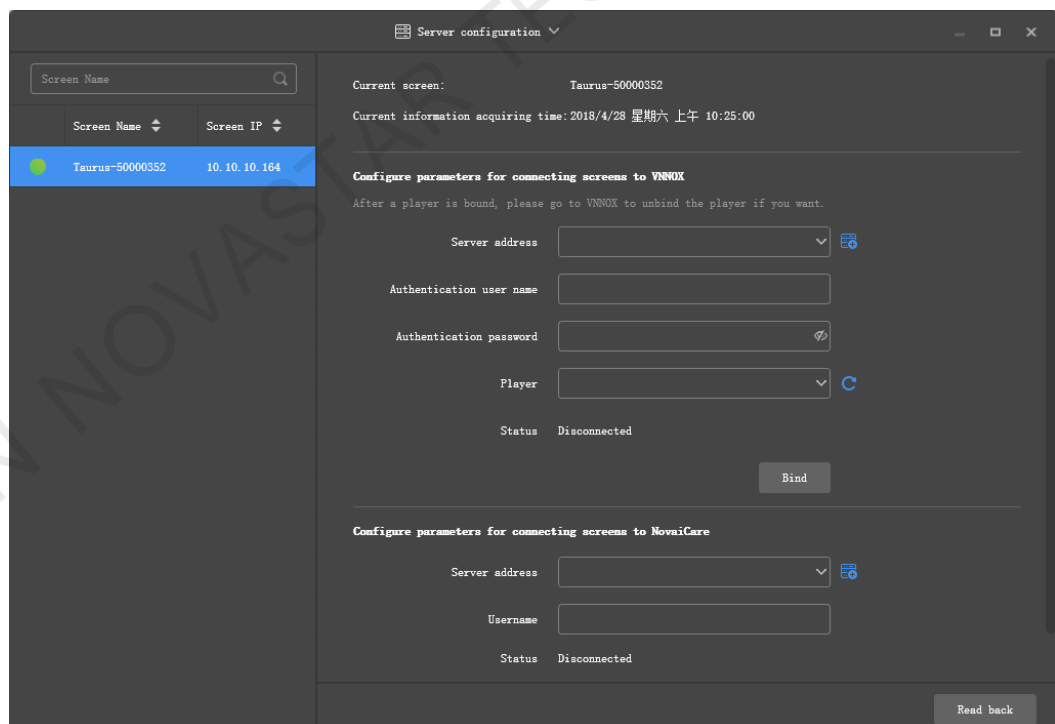 Server configuration
Screen Name
Screen Name Screen IP
Taurus-50000352 10.10.10.164
Current screen: Taurus-50000352
Current information acquiring time: 2018/4/28 星期六 上午 10:25:00
Configure parameters for connecting screens to VNNOX
After a player is bound, please go to VNNOX to unbind the player if you want.
Server address
Authentication user name
Authentication password
Player
Status Disconnected
Bind
Configure parameters for connecting screens to NovaiCare
Server address
Username
Status Disconnected
Read back
NOVASTAR